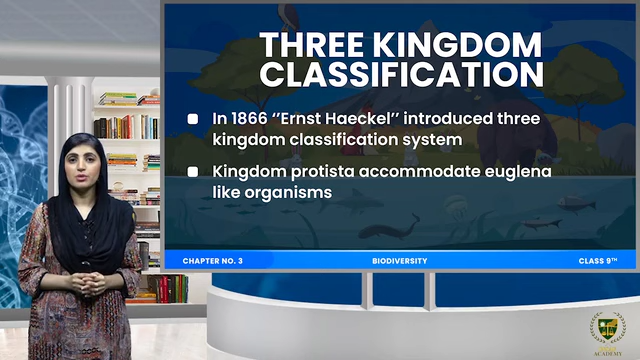 THREE KINGDOM
CLASSIFICATION
In 1866 ‘’Ernst Haeckel’’ introduced three
kingdom classification system
Kingdom protista accommodate euglena
like organisms
CHAPTER NO. 3
BIODIVERSITY
CLASS 9TH
ACADEMY